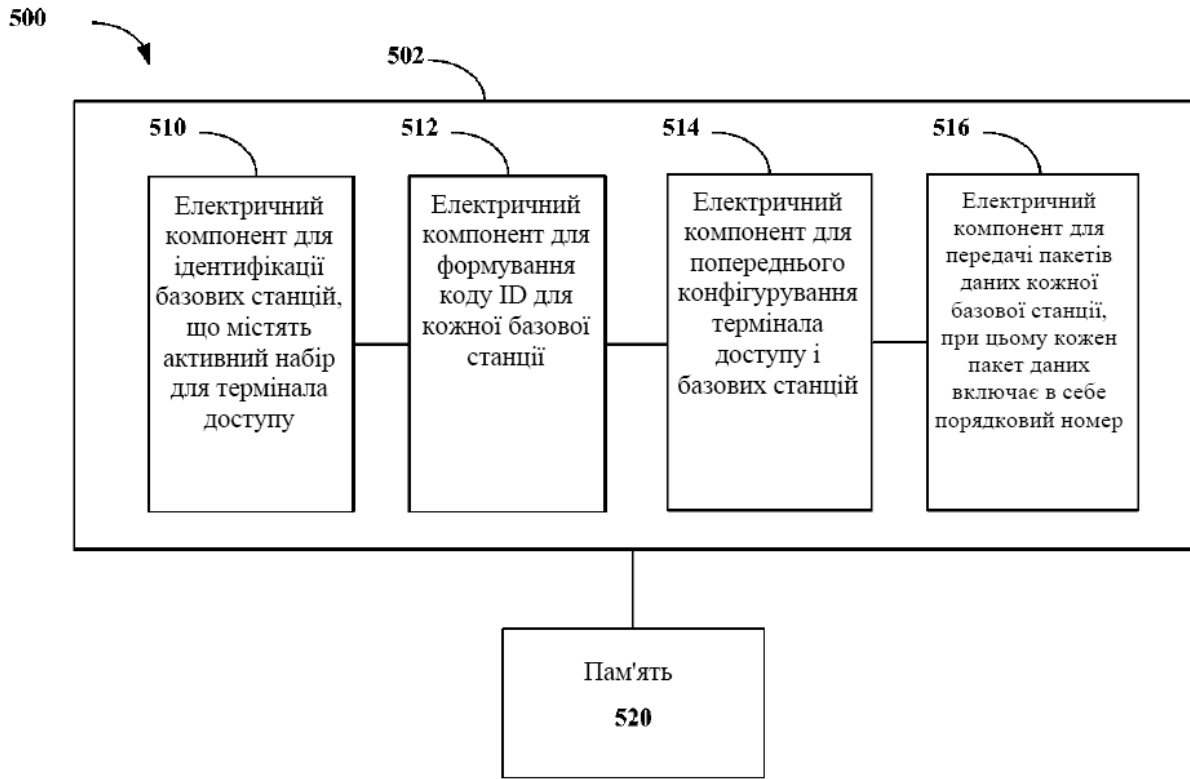 500
502
510
512
514
516
Електричний
компонент для
ідентифікації
базових станцій,
що містять
активний набір
для термінала
доступу
Електричний
компонент для
формування
коду ID для
кожної базової
станції
Електричний
компонент для
попереднього
конфігурування
термінала
доступу і
базових станцій
Електричний
компонент для
передачі пакетів
даних кожної
базової станції,
при цьому кожен
пакет даних
включає в себе
порядковий номер
Пам'ять
520